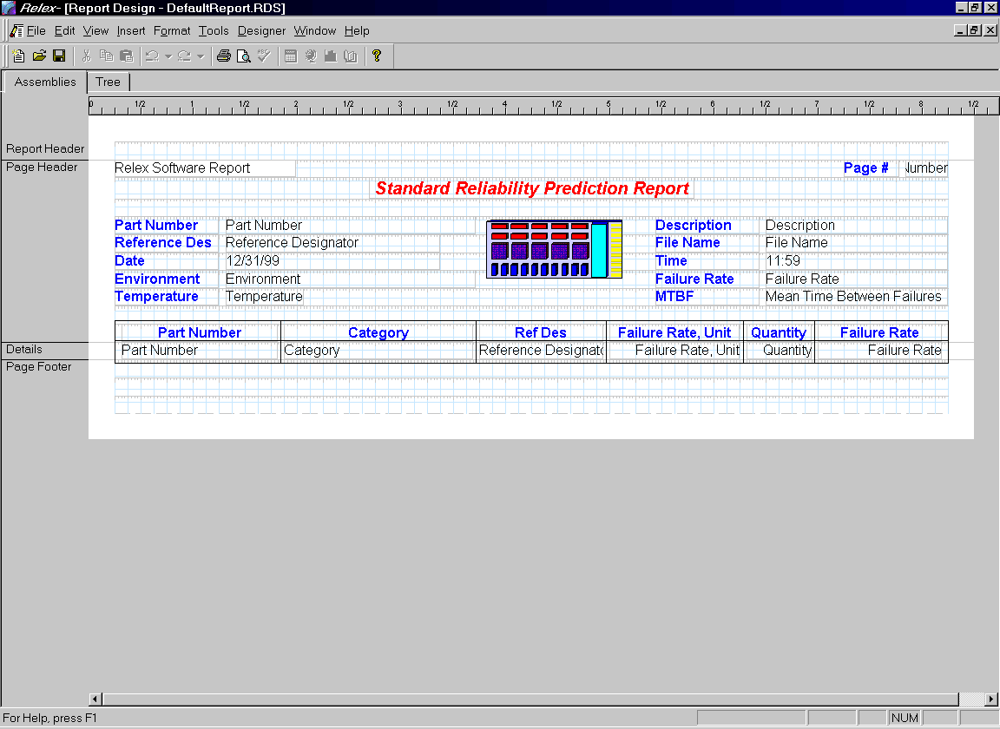 Relex- [Report Design - DefaultReport.RDS]
File Edit View Insert Format Tools Designer Window Help
Assemblies Tree
0 1/2 1 1/2 2 1/2 3 1/2 4 1/2 5 1/2 6 1/2 7 1/2 8 1/2
Report Header
Page Header Relex Software Report Page # Number
Standard Reliability Prediction Report
Part Number Part Number Description Description
Reference Des Reference Designator File Name File Name
Date 12/31/99 Time 11:59
Environment Environment Failure Rate Failure Rate
Temperature Temperature MTBF Mean Time Between Failures
Part Number Category Ref Des Failure Rate, Unit Quantity Failure Rate
Details Part Number Category Reference Designato Failure Rate, Unit Quantity Failure Rate
Page Footer
For Help, press F1 NUM